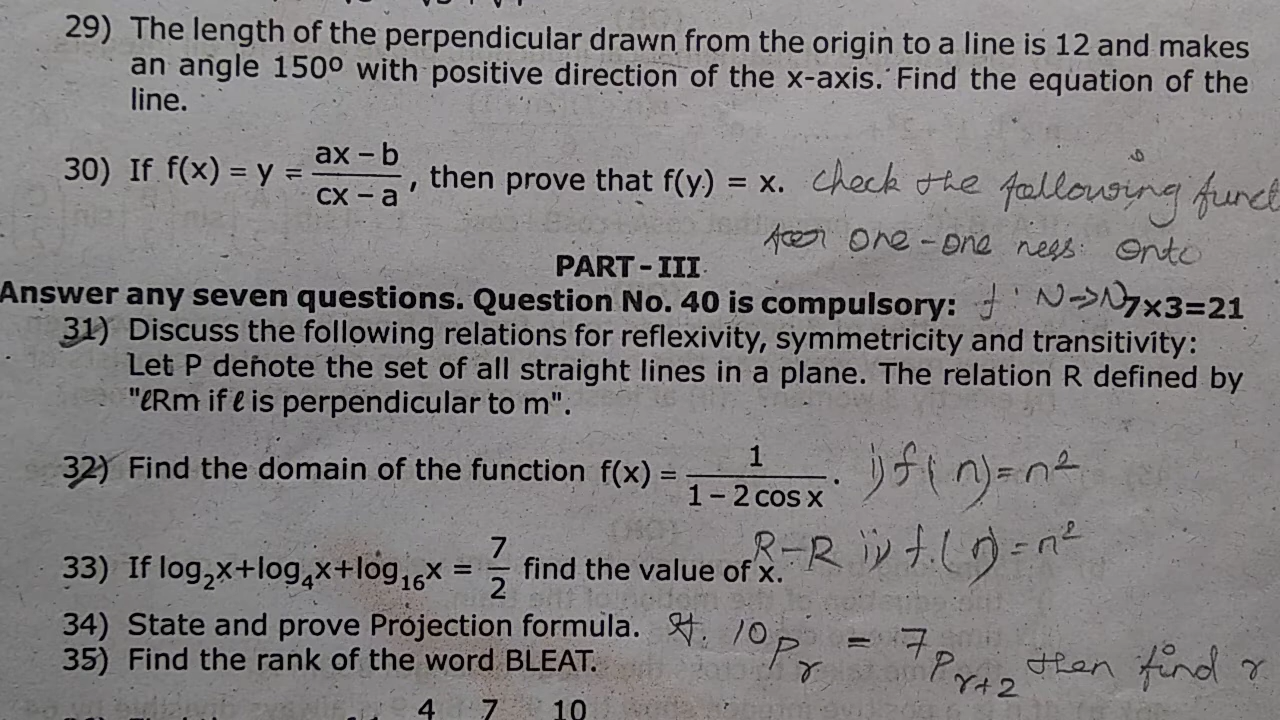 29) The length of the perpendicular drawn from the origin to a line is 12 and makes
an angle 150º with positive direction of the x-axis. Find the equation of the
line.
30) If f(x) = y = (ax – b)/(cx – a), then prove that f(y) = x. check the following funct
for one-one ness. onto
PART - III
Answer any seven questions. Question No. 40 is compulsory: f : N→N 7x3=21
31) Discuss the following relations for reflexivity, symmetricity and transitivity:
Let P denote the set of all straight lines in a plane. The relation R defined by
"ℓRm if ℓ is perpendicular to m".
32) Find the domain of the function f(x) = 1/(1 – 2 cos x). i) f(n)=n²
R-R ii) f(n)=n²
33) If log₂x+log₄x+log₁₆x = 7/2 find the value of x.
34) State and prove Projection formula. If. 10Pr = 7Pr+2 then find r
35) Find the rank of the word BLEAT.
4 7 10